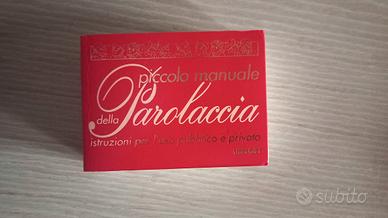 piccolo manuale
della Parolaccia
istruzioni per l'uso pubblico e privato
subito